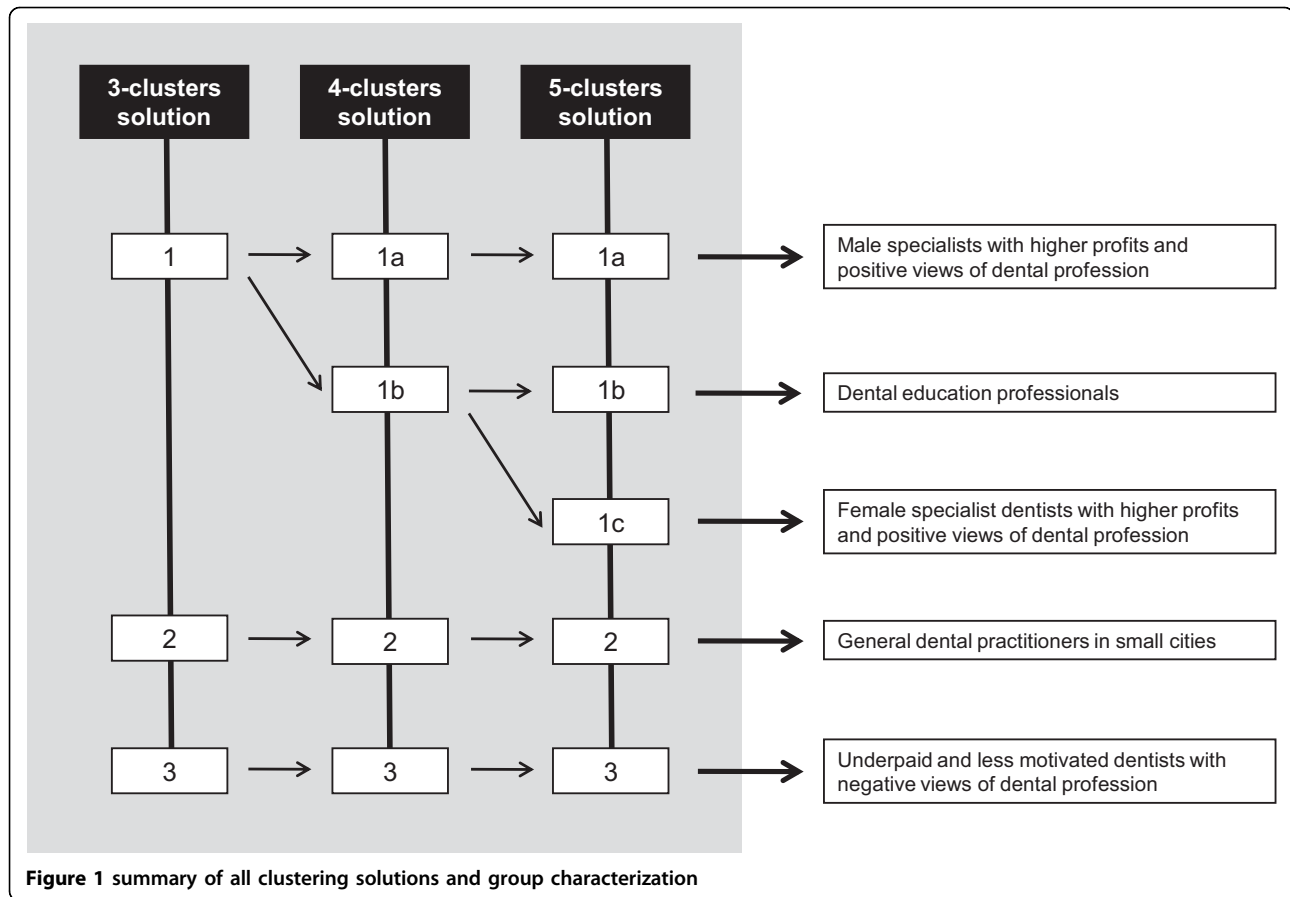 3-clusters
solution
4-clusters
solution
5-clusters
solution
1
1a
1a
Male specialists with higher profits and
positive views of dental profession
1b
1b
Dental education professionals
1c
Female specialist dentists with higher profits
and positive views of dental profession
2
2
2
General dental practitioners in small cities
3
3
3
Underpaid and less motivated dentists with
negative views of dental profession
Figure 1 summary of all clustering solutions and group characterization